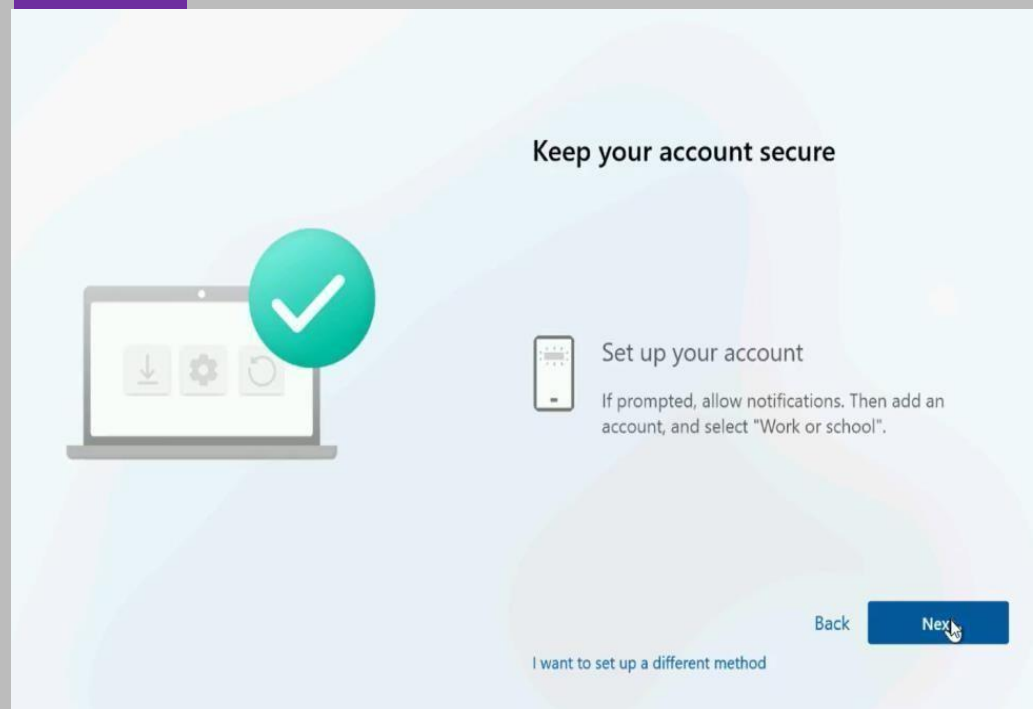 Keep your account secure
Set up your account
If prompted, allow notifications. Then add an
account, and select "Work or school".
Back
Nex
I want to set up a different method